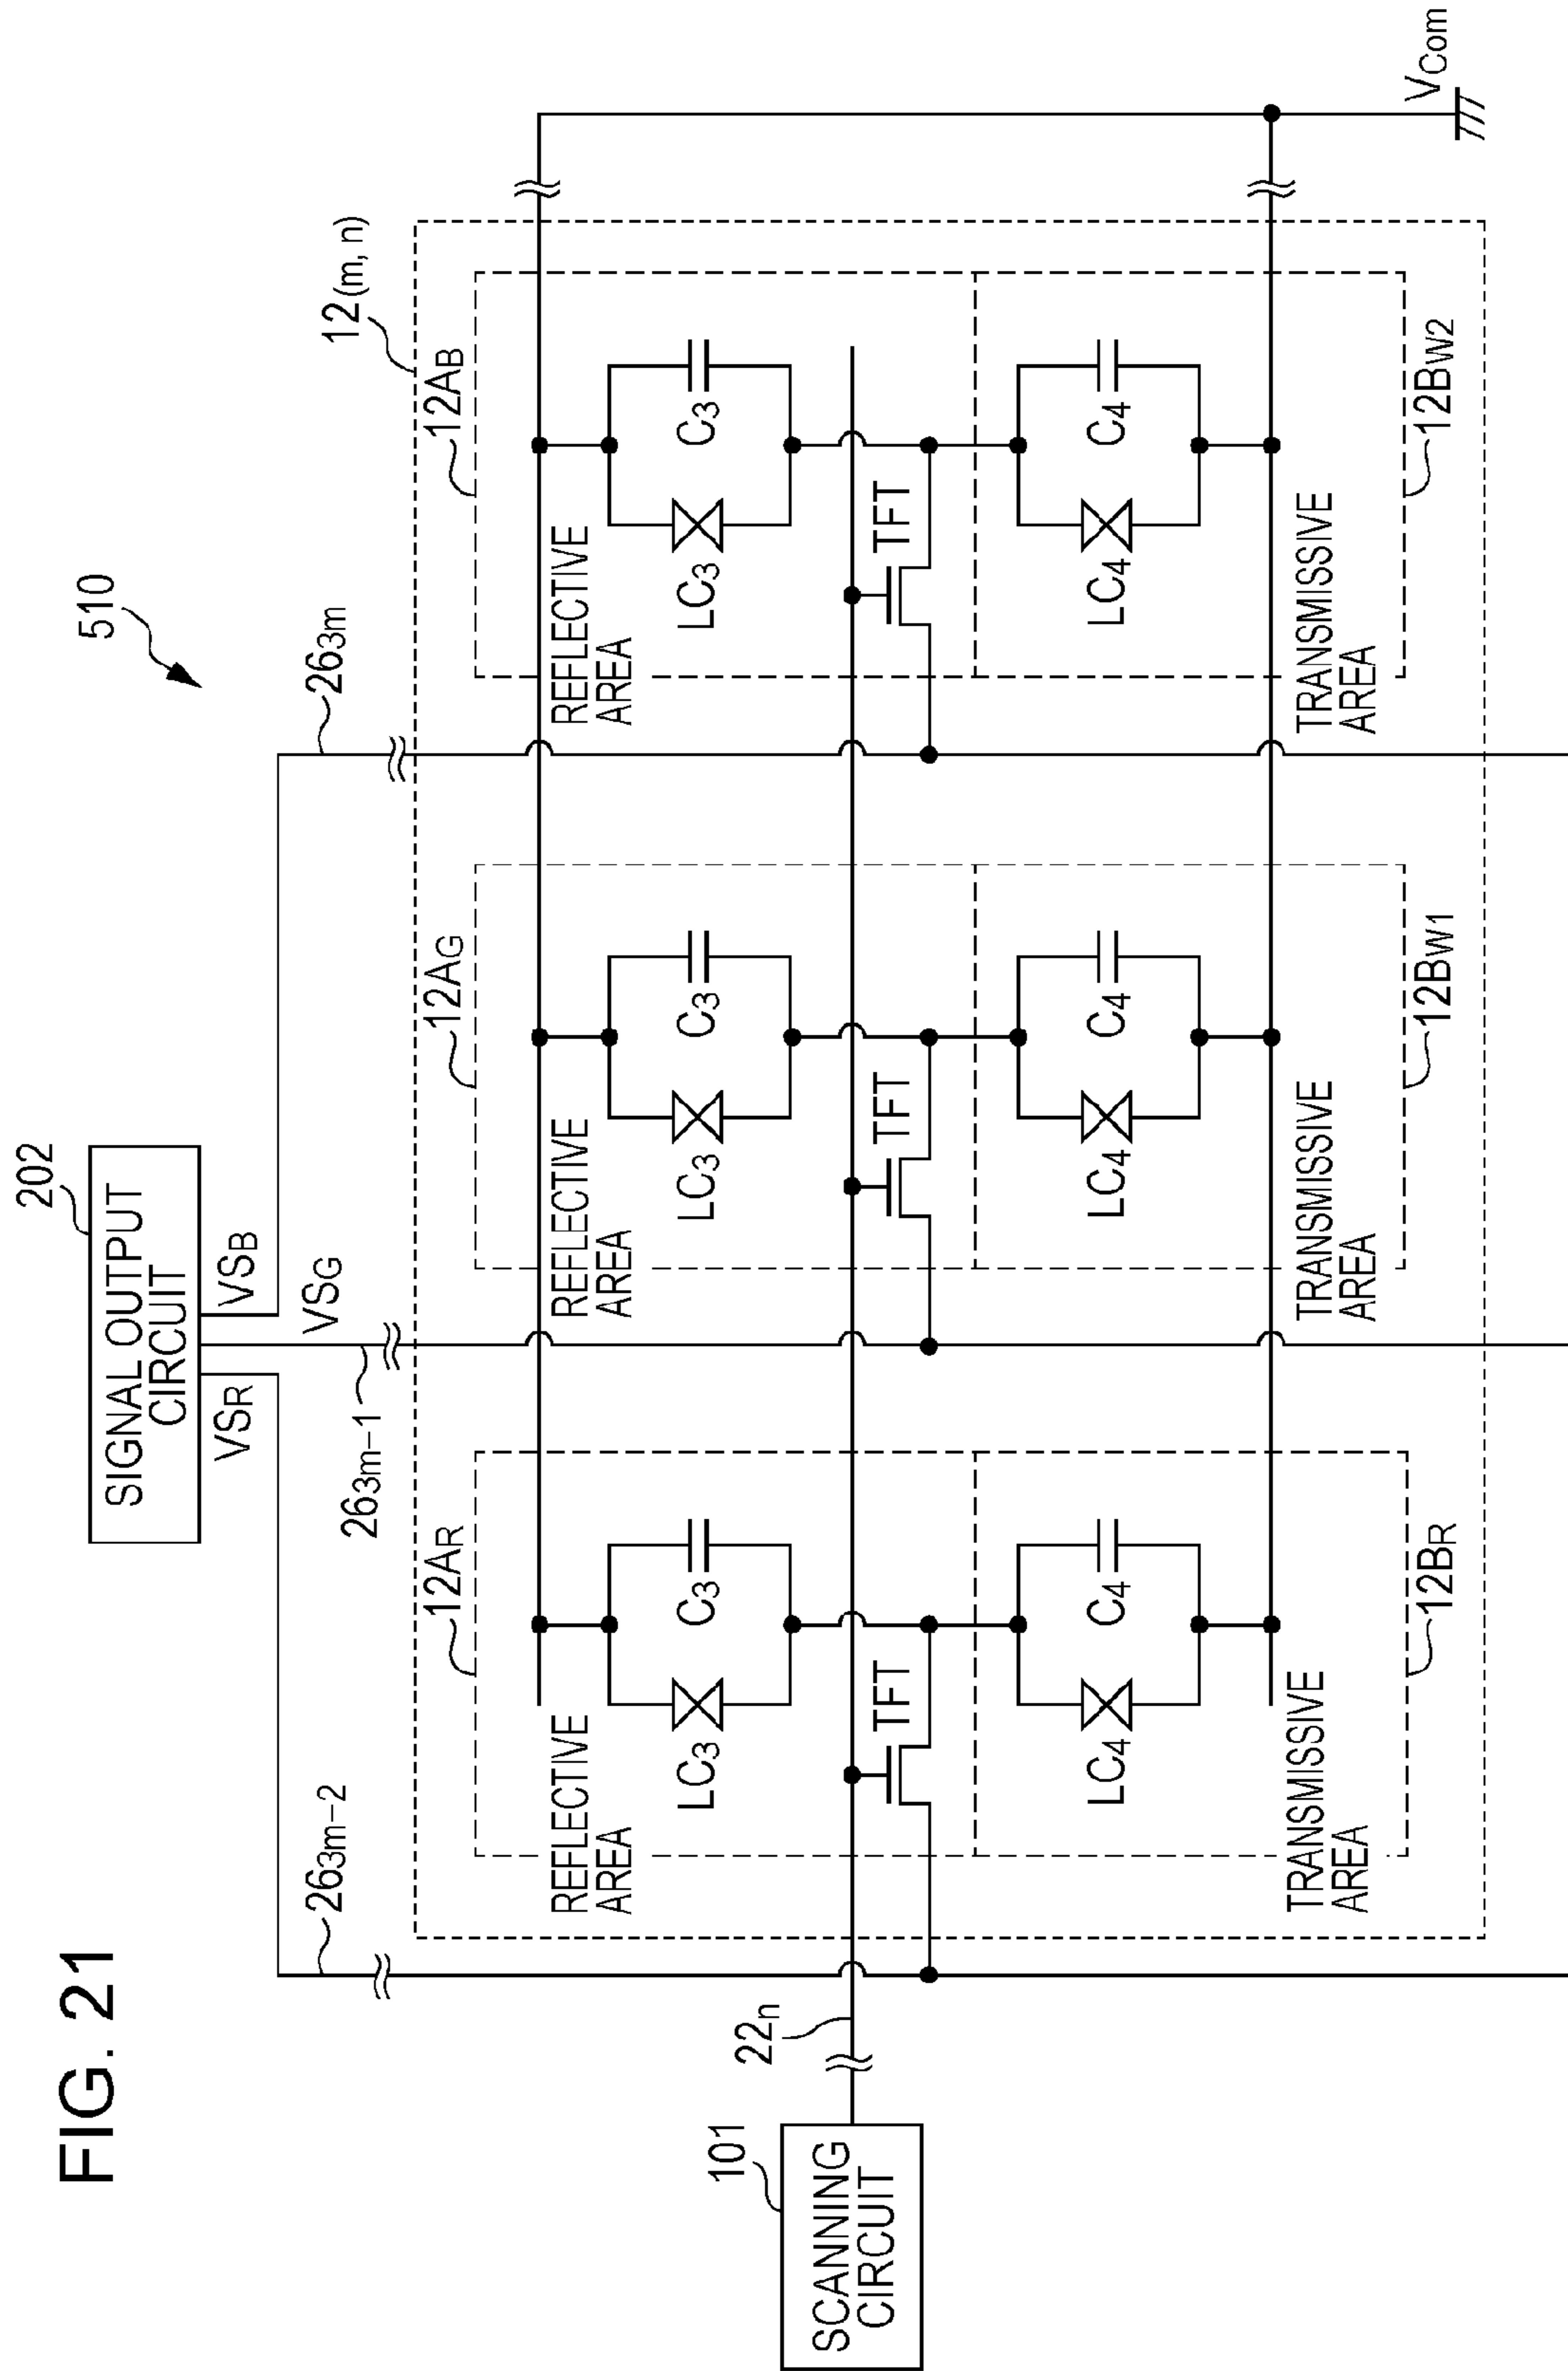 FIG. 21
510
202
SIGNAL OUTPUT
CIRCUIT
VSR
VSG
VSB
263m-2
263m-1
263m
12(m, n)
12AR
12AG
12AB
REFLECTIVE
AREA
LC3
C3
REFLECTIVE
AREA
LC3
C3
REFLECTIVE
AREA
LC3
C3
101
SCANNING
CIRCUIT
22n
TFT
TFT
TFT
LC4
C4
LC4
C4
LC4
C4
TRANSMISSIVE
AREA
TRANSMISSIVE
AREA
TRANSMISSIVE
AREA
12BR
12BW1
12BW2
VCom